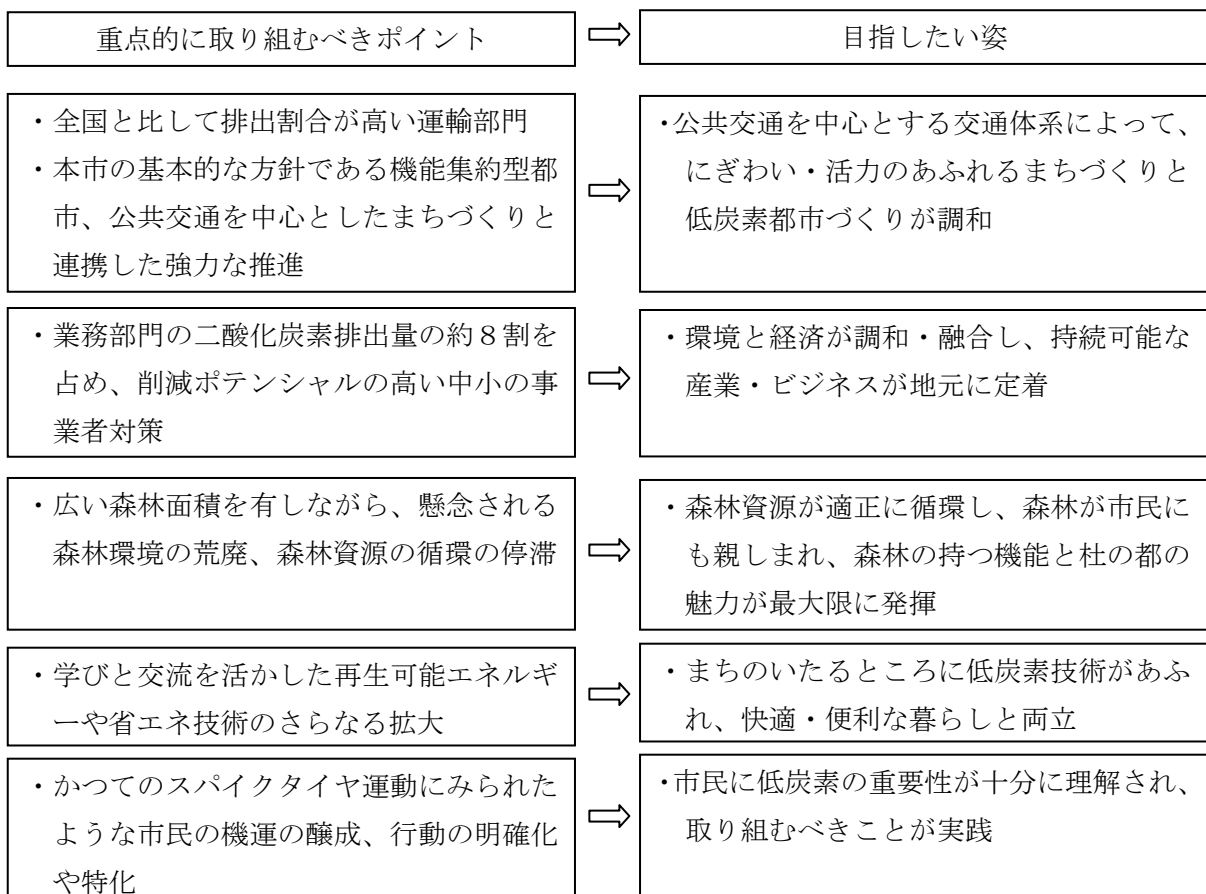 重点的に取り組むべきポイント
⇨
目指したい姿
・全国と比して排出割合が高い運輸部門
・本市の基本的な方針である機能集約型都
市、公共交通を中心としたまちづくりと
連携した強力な推進
⇨
・公共交通を中心とする交通体系によって、
にぎわい・活力のあふれるまちづくりと
低炭素都市づくりが調和
・業務部門の二酸化炭素排出量の約８割を
占め、削減ポテンシャルの高い中小の事
業者対策
⇨
・環境と経済が調和・融合し、持続可能な
産業・ビジネスが地元に定着
・広い森林面積を有しながら、懸念される
森林環境の荒廃、森林資源の循環の停滞
⇨
・森林資源が適正に循環し、森林が市民に
も親しまれ、森林の持つ機能と杜の都の
魅力が最大限に発揮
・学びと交流を活かした再生可能エネルギ
ーや省エネ技術のさらなる拡大
⇨
・まちのいたるところに低炭素技術があふ
れ、快適・便利な暮らしと両立
・かつてのスパイクタイヤ運動にみられた
ような市民の機運の醸成、行動の明確化
や特化
⇨
・市民に低炭素の重要性が十分に理解され、
取り組むべきことが実践